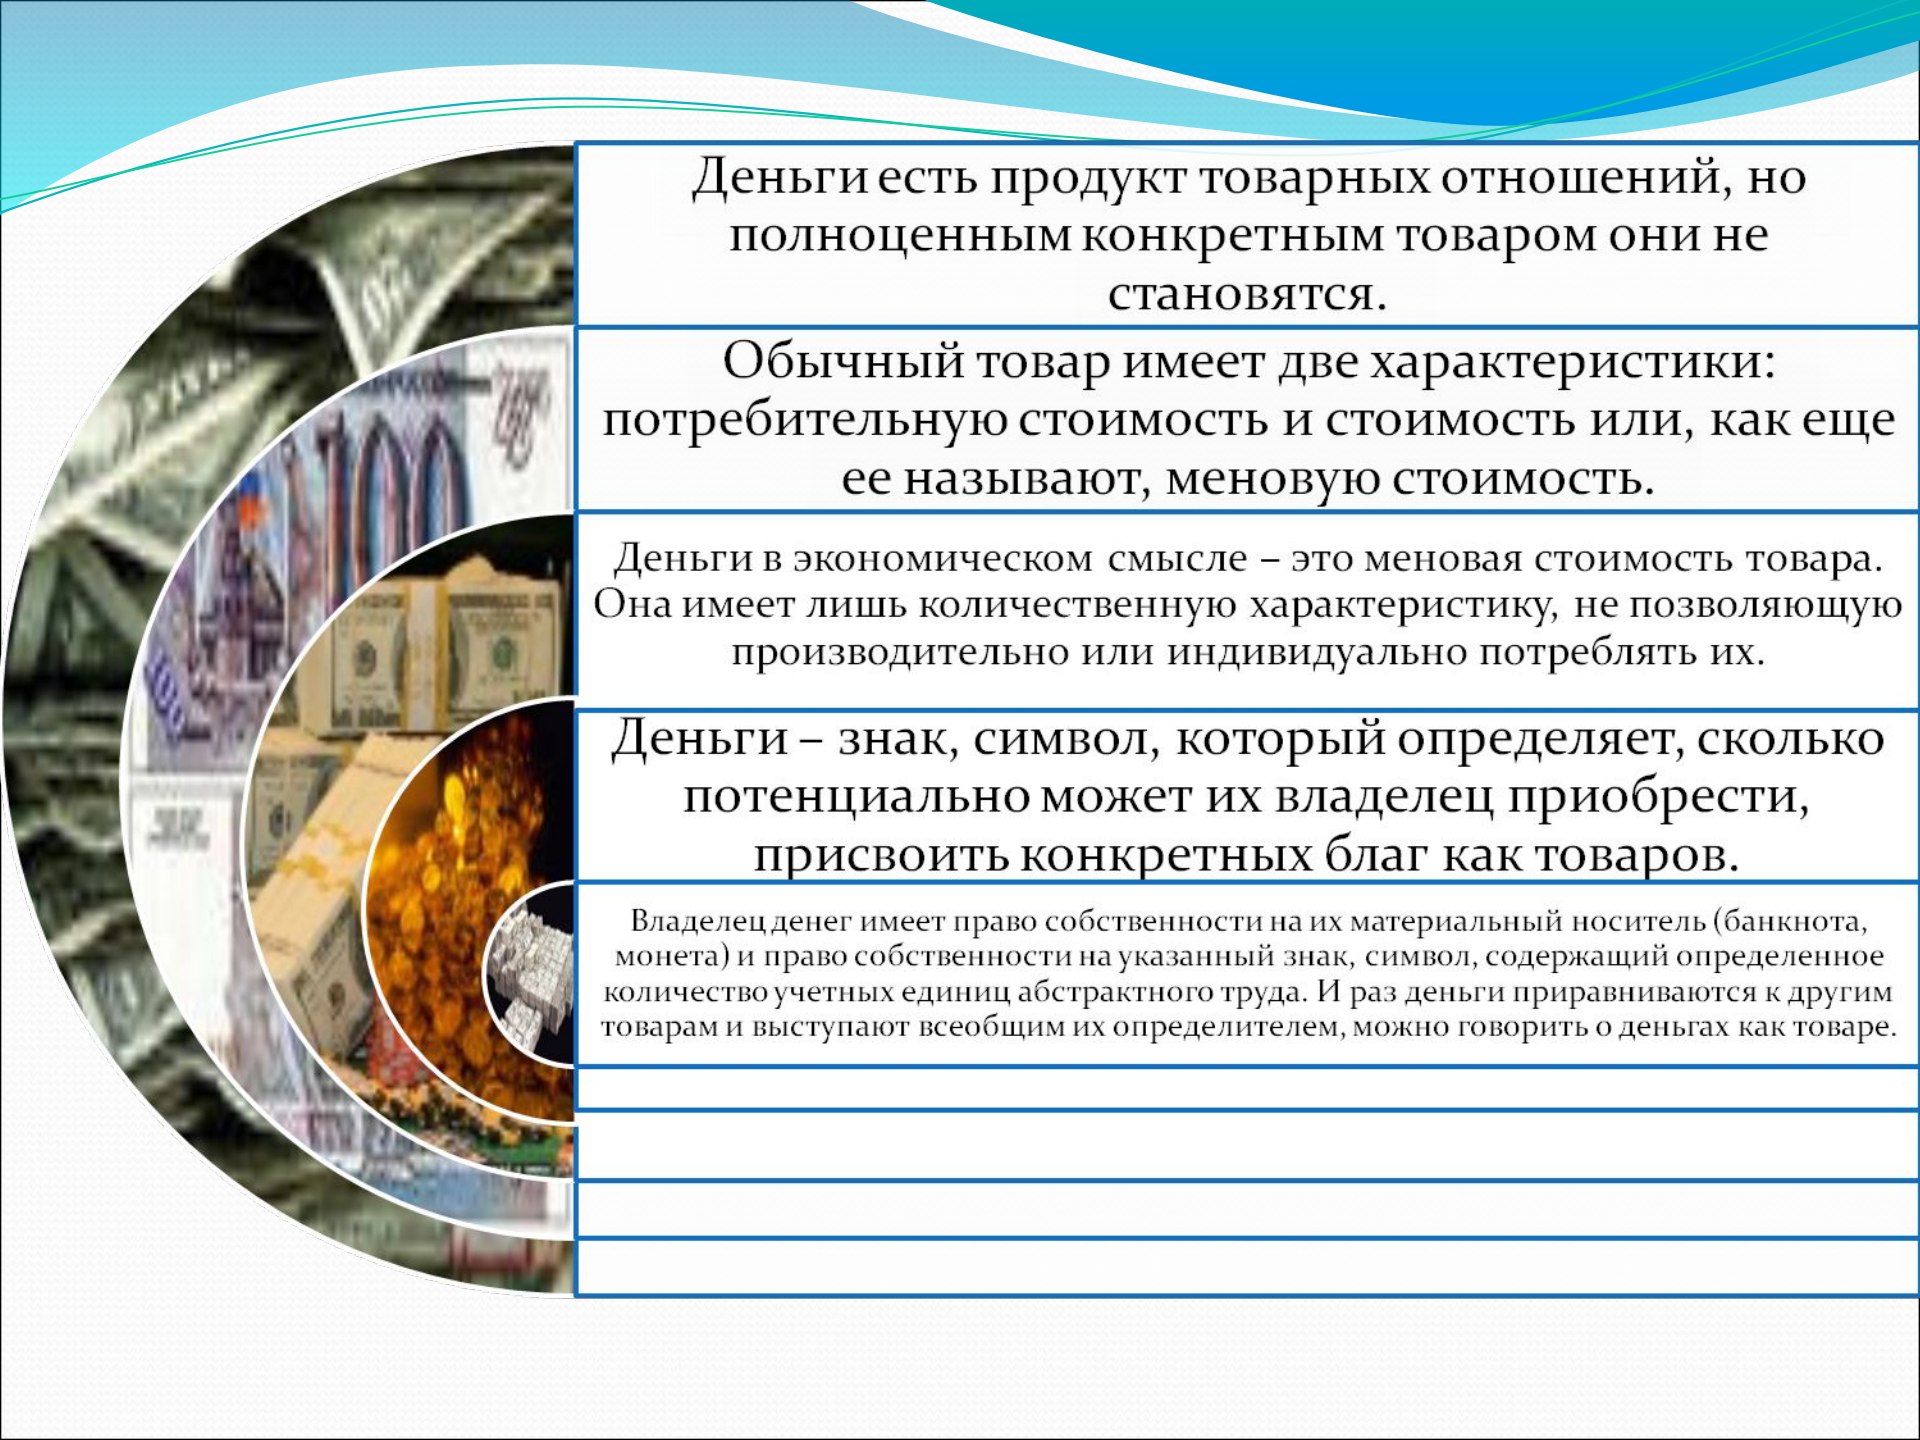 Деньги есть продукт товарных отношений, но
полноценным конкретным товаром они не
становятся.
Обычный товар имеет две характеристики:
потребительную стоимость и стоимость или, как еще
ее называют, меновую стоимость.
Деньги в экономическом смысле – это меновая стоимость товара.
Она имеет лишь количественную характеристику, не позволяющую
производительно или индивидуально потреблять их.
Деньги – знак, символ, который определяет, сколько
потенциально может их владелец приобрести,
присвоить конкретных благ как товаров.
Владелец денег имеет право собственности на их материальный носитель (банкнота,
монета) и право собственности на указанный знак, символ, содержащий определенное
количество учетных единиц абстрактного труда. И раз деньги приравниваются к другим
товарам и выступают всеобщим их определителем, можно говорить о деньгах как товаре.
100
100